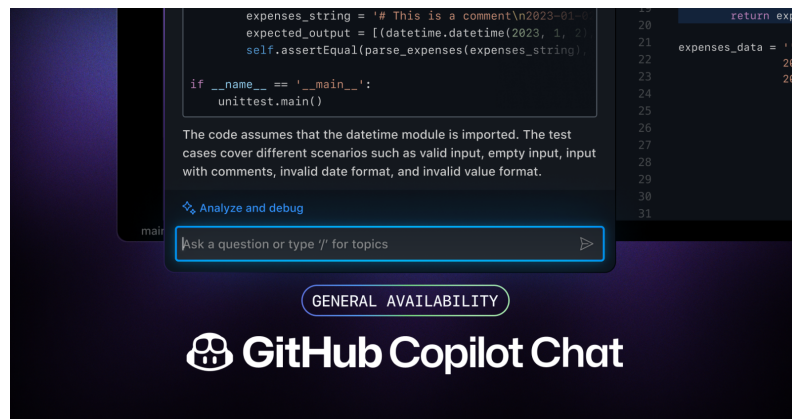 expenses_string = '# This is a comment\n2023-01-0
expected_output = [(datetime.datetime(2023, 1, 2)
self.assertEqual(parse_expenses(expenses_string),
if __name__ == '__main__':
unittest.main()
The code assumes that the datetime module is imported. The test
cases cover different scenarios such as valid input, empty input, input
with comments, invalid date format, and invalid value format.
Analyze and debug
Ask a question or type '/' for topics
main
19
20
21
22
23
24
25
26
27
28
29
30
31
return exp
expenses_data = '
20
20
GENERAL AVAILABILITY
GitHub Copilot Chat